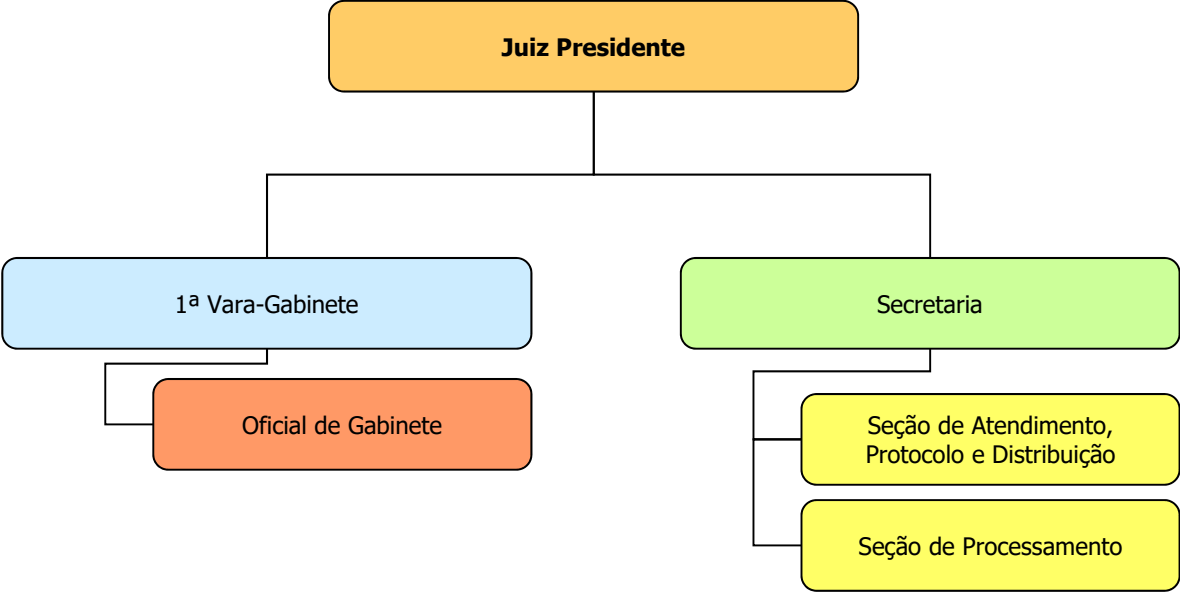 Juiz Presidente
1ª Vara-Gabinete
Secretaria
Oficial de Gabinete
Seção de Atendimento,
Protocolo e Distribuição
Seção de Processamento